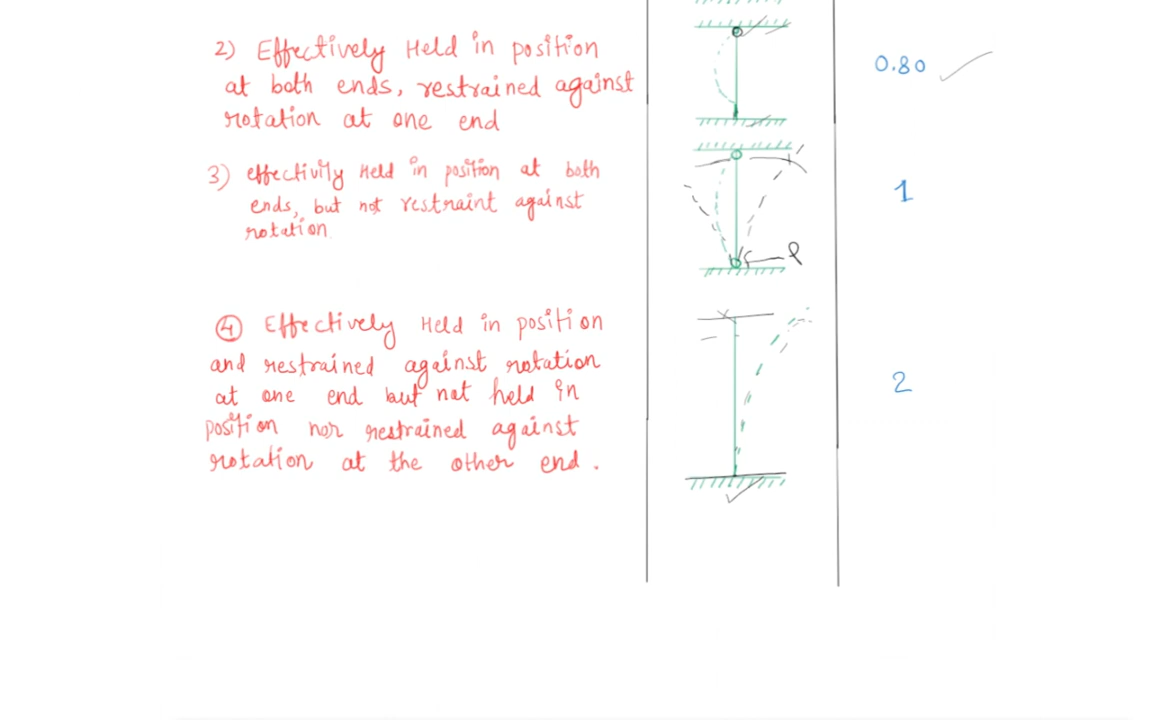 2) Effectively Held in position
at both ends, restrained against
rotation at one end
0.80
3) effectivlly Held in position at both
ends, but not restraint against
rotation
1
P
④ Effectively Held in position
and restrained against rotation
at one end but not held in
position nor restrained against
rotation at the other end.
2